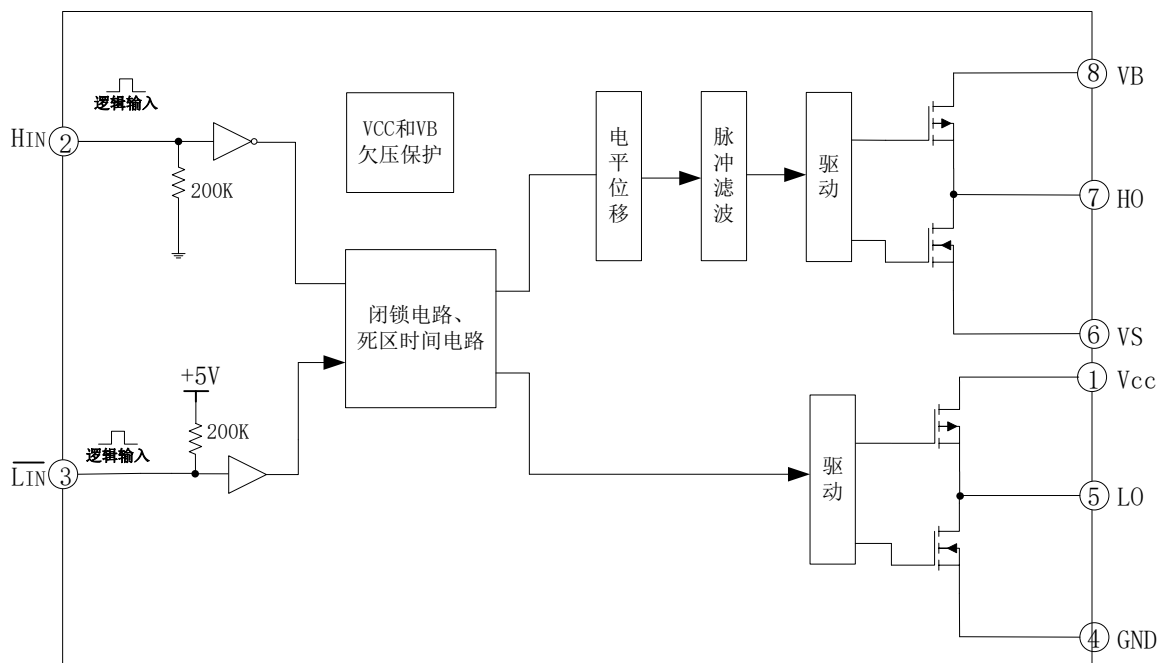 逻辑输入
HIN
2
200K
VCC和VB
欠压保护
电平位移
脉冲滤波
驱动
8
VB
7
HO
6
VS
闭锁电路、
死区时间电路
+5V
200K
逻辑输入
LIN
3
驱动
1
Vcc
5
LO
4
GND